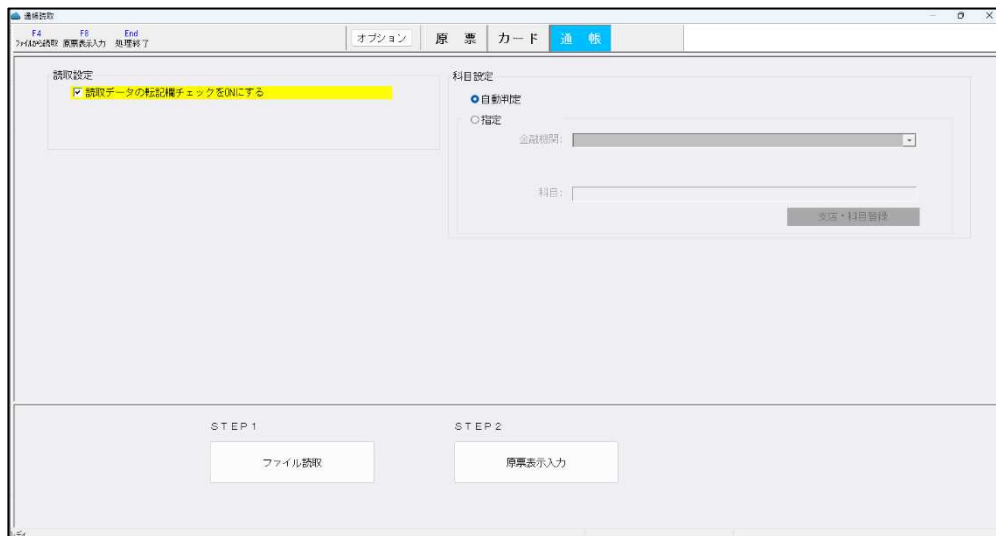 通帳読取
F4 F8 End
ファイルから読取 原票表示入力 処理終了
オプション 原 票 カード 通 帳
読取設定
読取データの転記欄チェックをONにする
科目設定
自動判定
指定
金融機関:
科目:
支店・科目登録
STEP1 STEP2
ファイル読取 原票表示入力
レディ